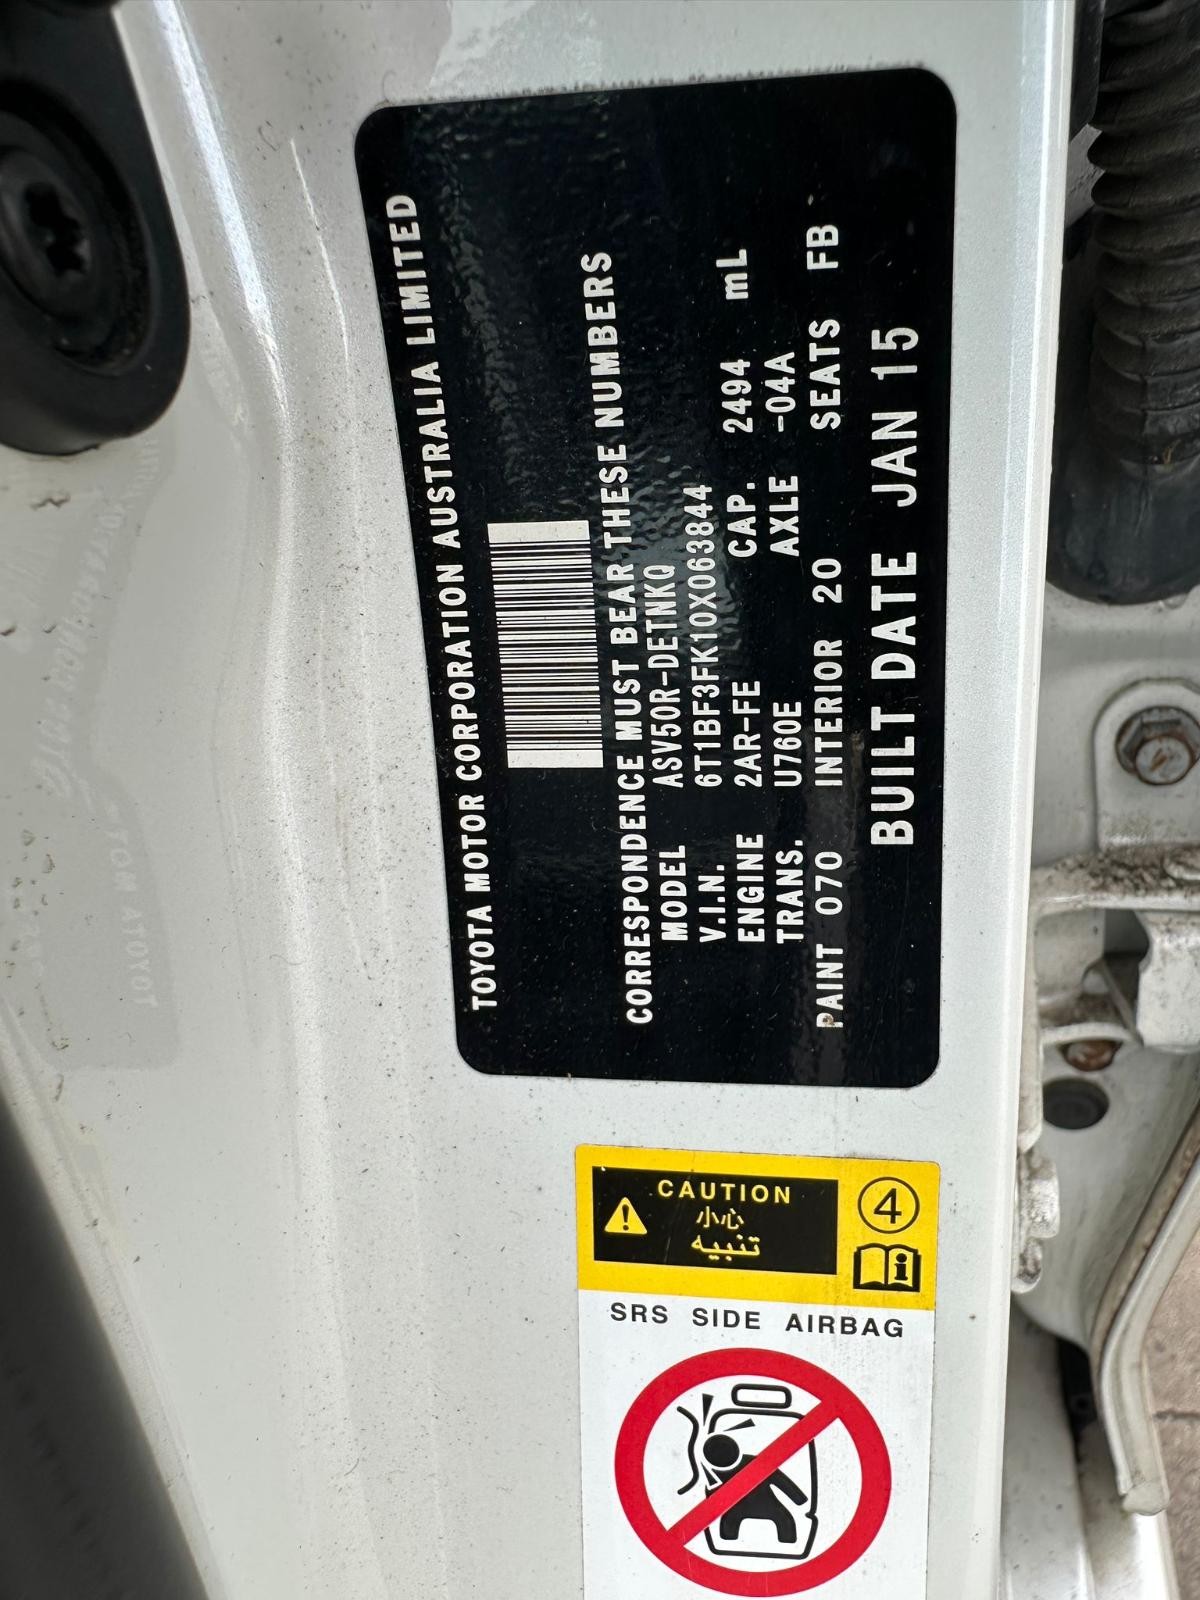 TOYOTA MOTOR CORPORATION AUSTRALIA LIMITED
CORRESPONDENCE MUST BEAR THESE NUMBERS
MODEL ASV50R-DETNKQ
V.I.N. 6T1BF3FK10X063844
ENGINE 2AR-FE CAP. 2494 mL
TRANS. U760E AXLE -04A
PAINT 070 INTERIOR 20 SEATS FB
BUILT DATE JAN 15
CAUTION
小心
تنبيه
4
i
SRS SIDE AIRBAG